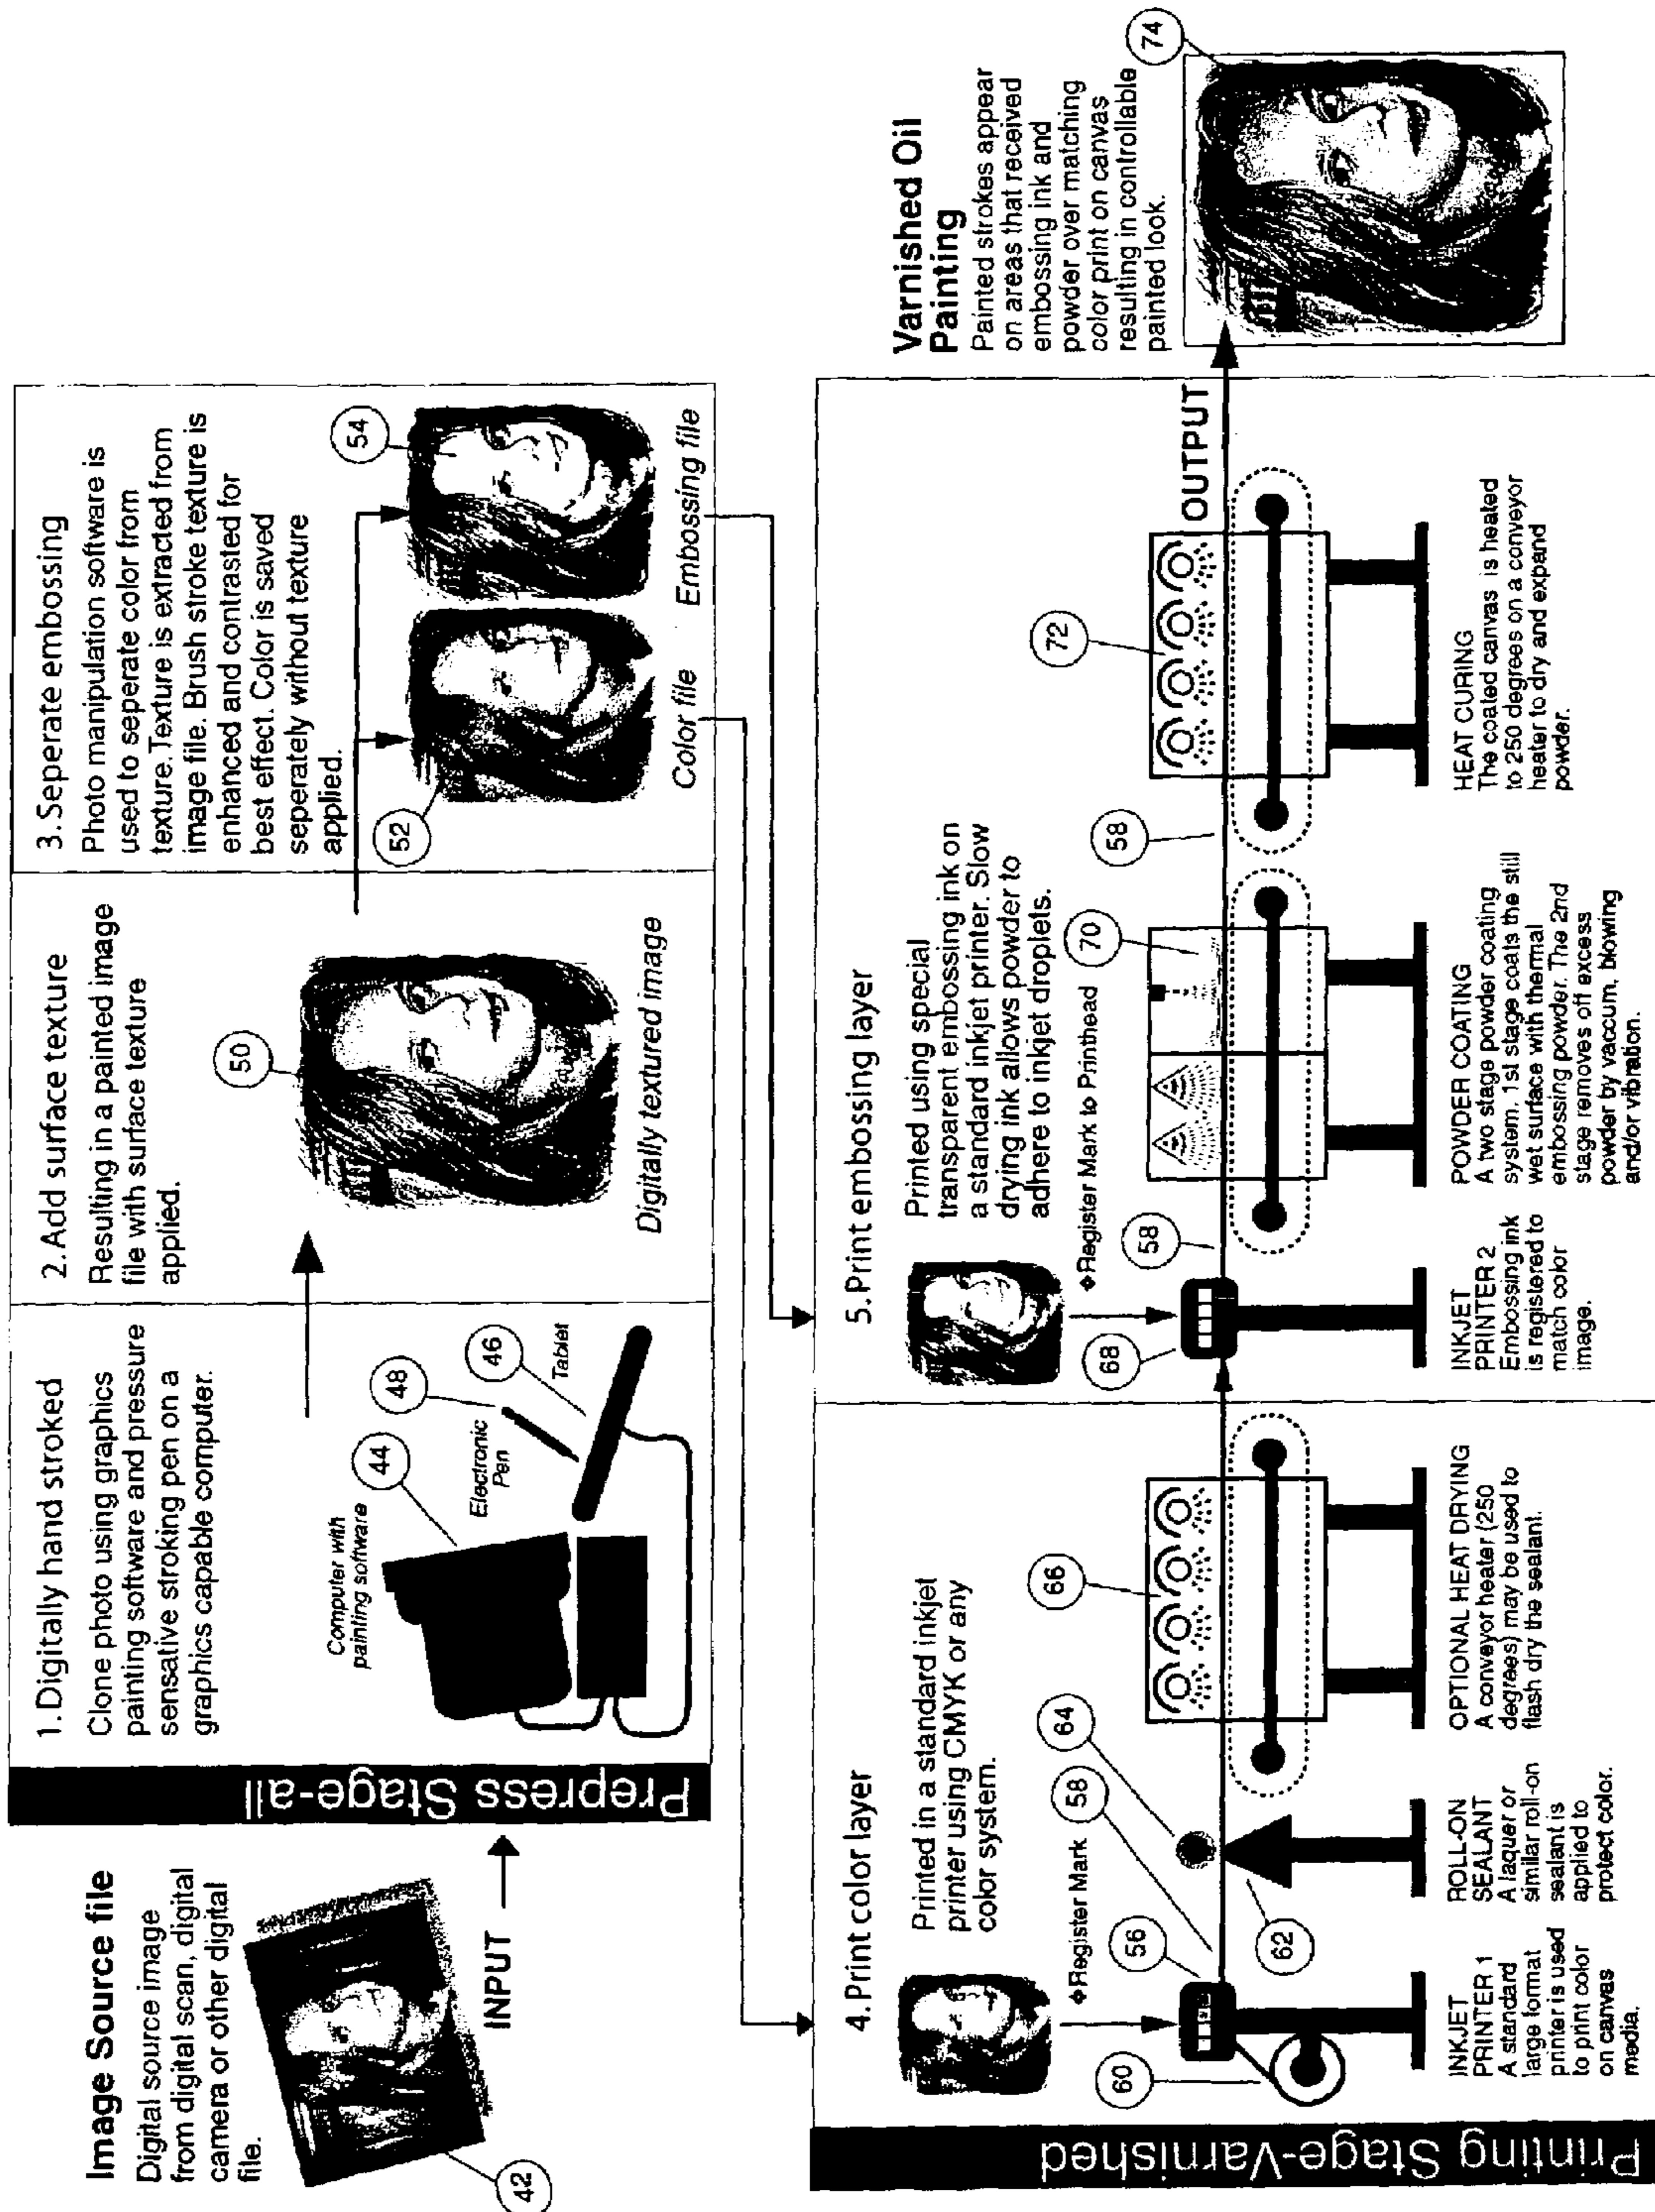 Image Source file
Digital source image
from digital scan, digital
camera or other digital
file.
42
INPUT
Prepress Stage-all
1. Digitally hand stroked
Clone photo using graphics
painting software and pressure
sensative stroking pen on a
graphics capable computer.
Computer with
painting software
44
Electronic
Pen
48
46
Tablet
2. Add surface texture
Resulting in a painted image
file with surface texture
applied.
50
Digitally textured image
3. Seperate embossing
Photo manipulation software is
used to seperate color from
texture. Texture is extracted from
image file. Brush stroke texture is
enhanced and contrasted for
best effect. Color is saved
seperately without texture
applied.
52
54
Color file
Embossing file
Printing Stage-Varnished
4. Print color layer
Printed in a standard inkjet
printer using CMYK or any
color system.
Register Mark
60
56
58
62
64
66
INKJET
PRINTER 1
A standard
large format
printer is used
to print color
on canvas
media.
ROLL-ON
SEALANT
A laquer or
similar roll-on
sealant is
applied to
protect color.
OPTIONAL HEAT DRYING
A conveyor heater (250
degrees) may be used to
flash dry the sealant.
5. Print embossing layer
Printed using special
transparent embossing ink on
a standard inkjet printer. Slow
drying ink allows powder to
adhere to inkjet droplets.
Register Mark to Printhead
68
58
70
58
72
OUTPUT
INKJET
PRINTER 2
Embossing ink
is registered to
match color
image.
POWDER COATING
A two stage powder coating
system. 1st stage coats the still
wet surface with thermal
embossing powder. The 2nd
stage removes off excess
powder by vaccum, blowing
and/or vibration.
HEAT CURING
The coated canvas is heated
to 250 degrees on a conveyor
heater to dry and expand
powder.
Varnished Oil
Painting
Painted strokes appear
on areas that received
embossing ink and
powder over matching
color print on canvas
resulting in controllable
painted look.
74